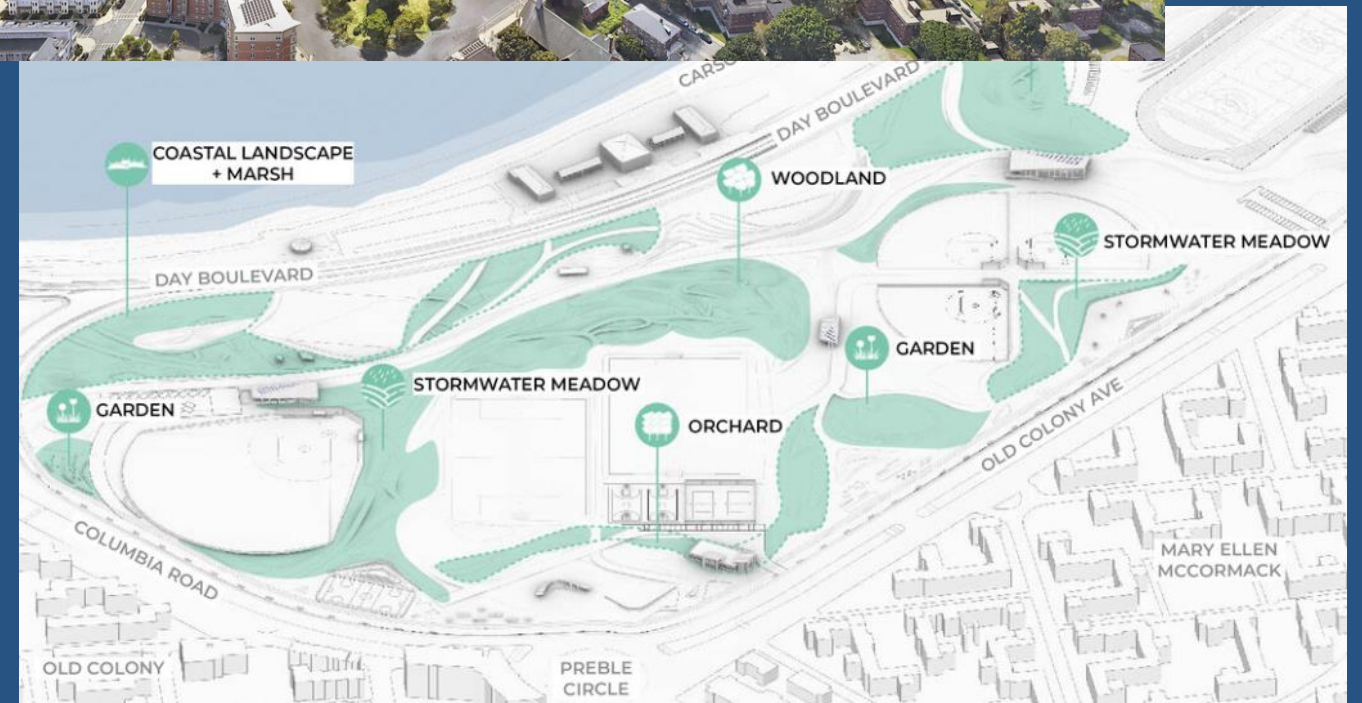 CARSO
DAY BOULEVARD
COASTAL LANDSCAPE
+ MARSH
WOODLAND
STORMWATER MEADOW
DAY BOULEVARD
GARDEN
STORMWATER MEADOW
GARDEN
ORCHARD
OLD COLONY AVE
COLUMBIA ROAD
MARY ELLEN
MCCORMACK
OLD COLONY
PREBLE
CIRCLE